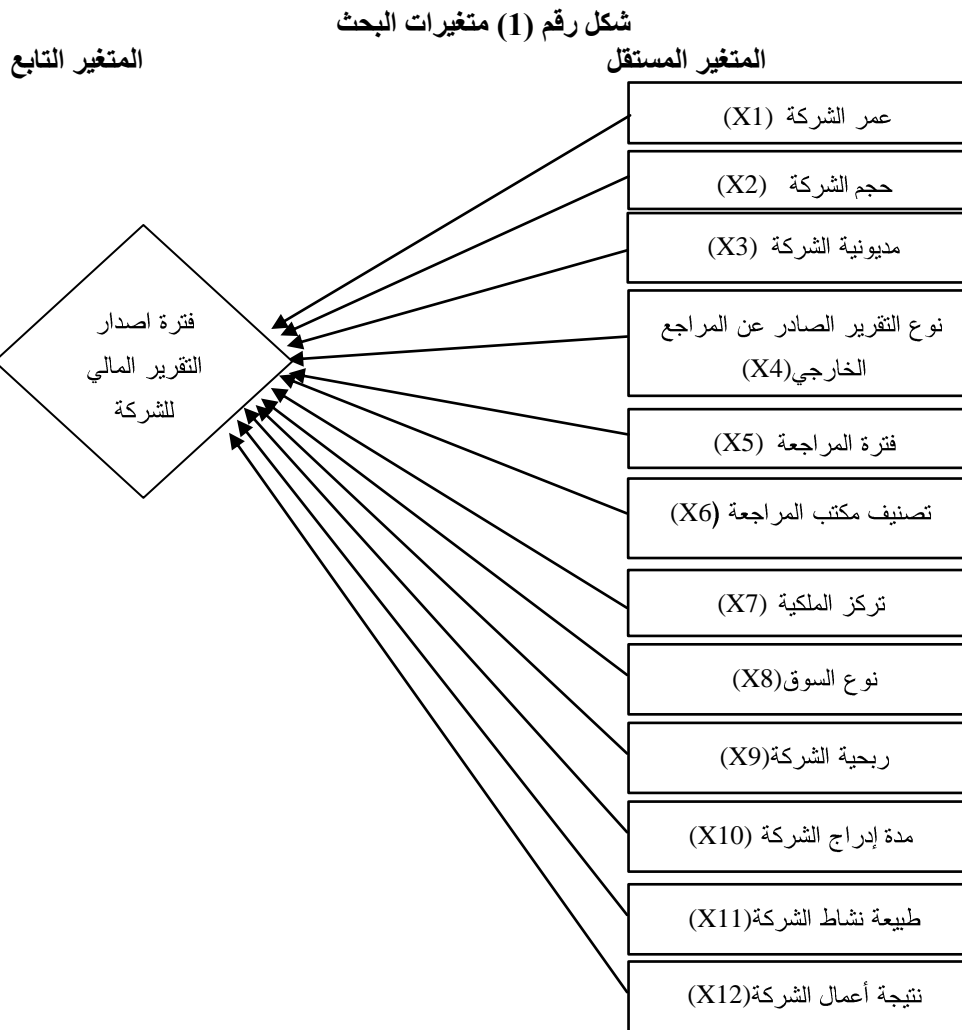 شكل رقم (1) متغيرات البحث
المتغير المستقل
المتغير التابع
عمر الشركة (X1)
حجم الشركة (X2)
مديونية الشركة (X3)
نوع التقرير الصادر عن المراجع
الخارجي(X4)
فترة المراجعة (X5)
تصنيف مكتب المراجعة (X6)
تركز الملكية (X7)
نوع السوق(X8)
ربحية الشركة(X9)
مدة إدراج الشركة (X10)
طبيعة نشاط الشركة(X11)
نتيجة أعمال الشركة(X12)
فترة اصدار
التقرير المالي
للشركة